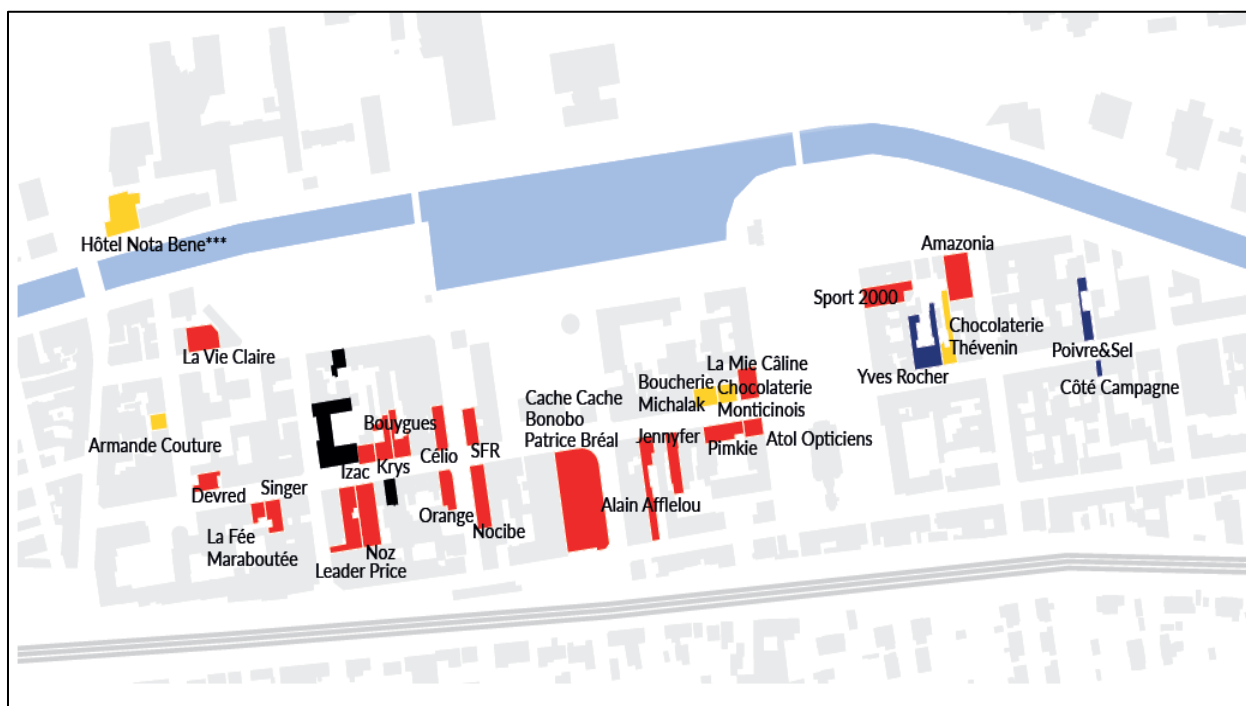 Hôtel Nota Bene***
Amazonia
Sport 2000
Chocolaterie
Thévenin
La Vie Claire
Poivre&Sel
La Mie Câline
Yves Rocher
Boucherie
Michalak
Chocolaterie
Monticinois
Côté Campagne
Cache Cache
Bonobo
Patrice Bréal
Bouygues
Armande Couture
Jennyfer
Pimkie
Atol Opticiens
Izac
Krys
Célio
SFR
Devred
Singer
Alain Afflelou
Orange
Nocibe
La Fée
Maraboutée
Noz
Leader Price